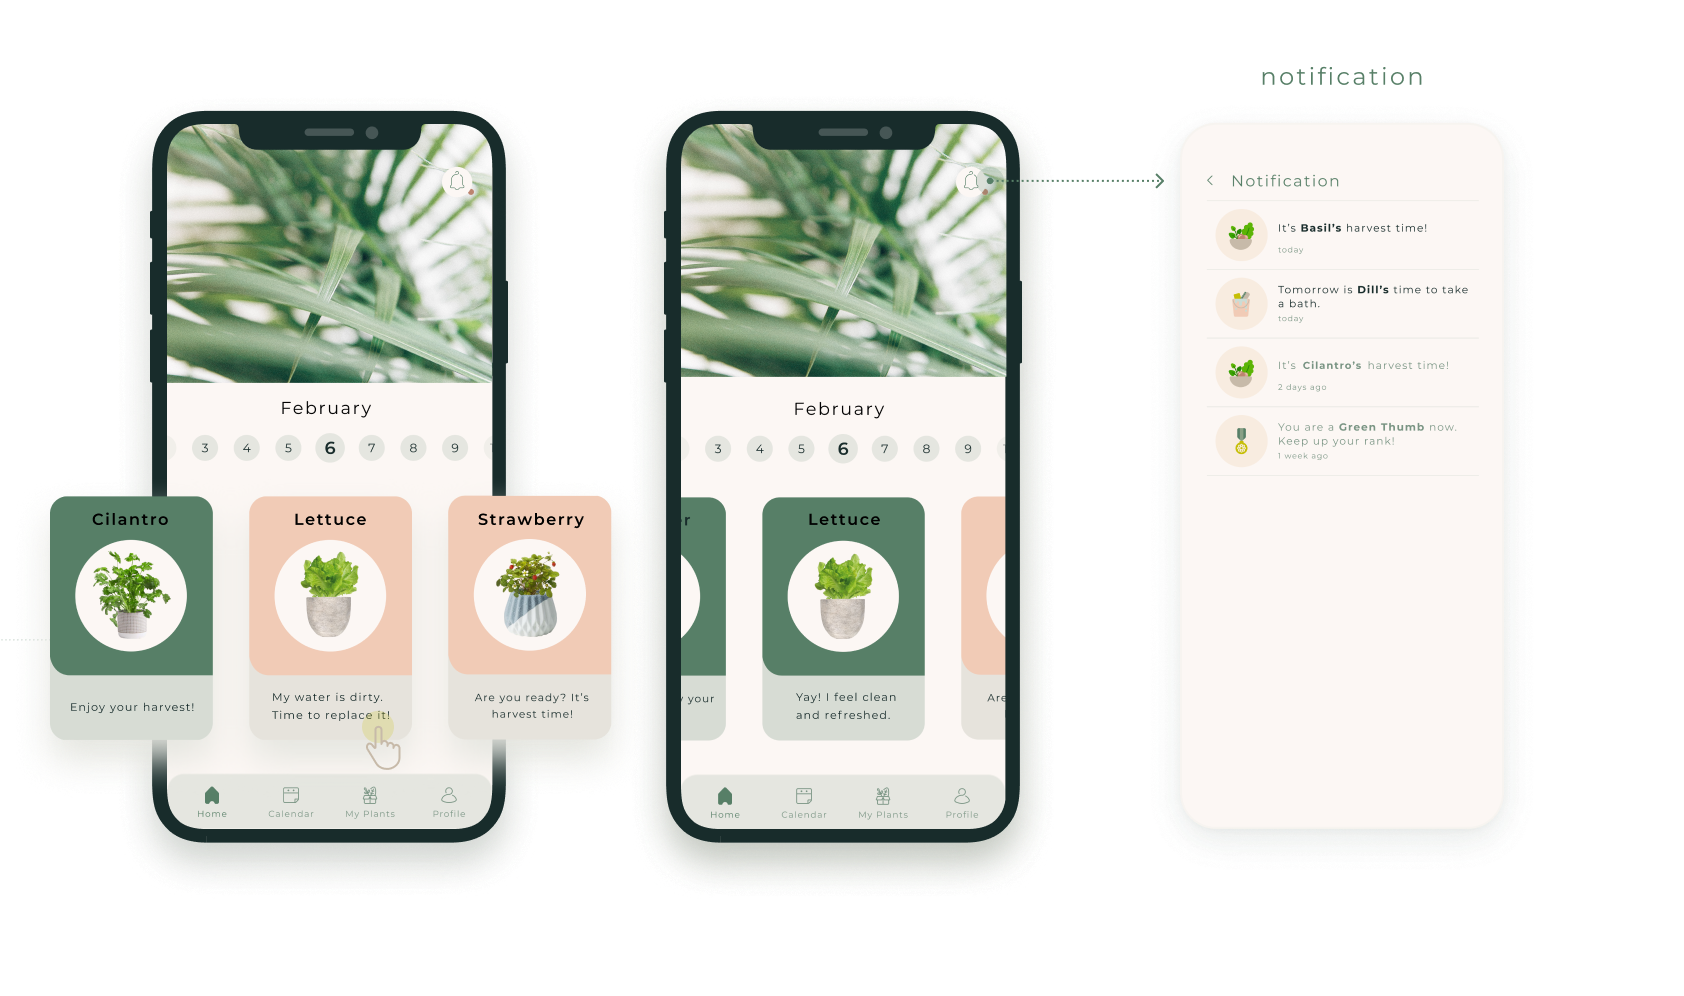 notification
February
3 4 5 6 7 8 9
Cilantro
Enjoy your harvest!
Lettuce
My water is dirty.
Time to replace it!
Strawberry
Are you ready? It's
harvest time!
Home Calendar My Plants Profile
February
3 4 5 6 7 8 9
your
Lettuce
Yay! I feel clean
and refreshed.
Are
Home Calendar My Plants Profile
< Notification
It's Basil's harvest time!
today
Tomorrow is Dill's time to take
a bath.
today
It's Cilantro's harvest time!
2 days ago
You are a Green Thumb now.
Keep up your rank!
1 week ago